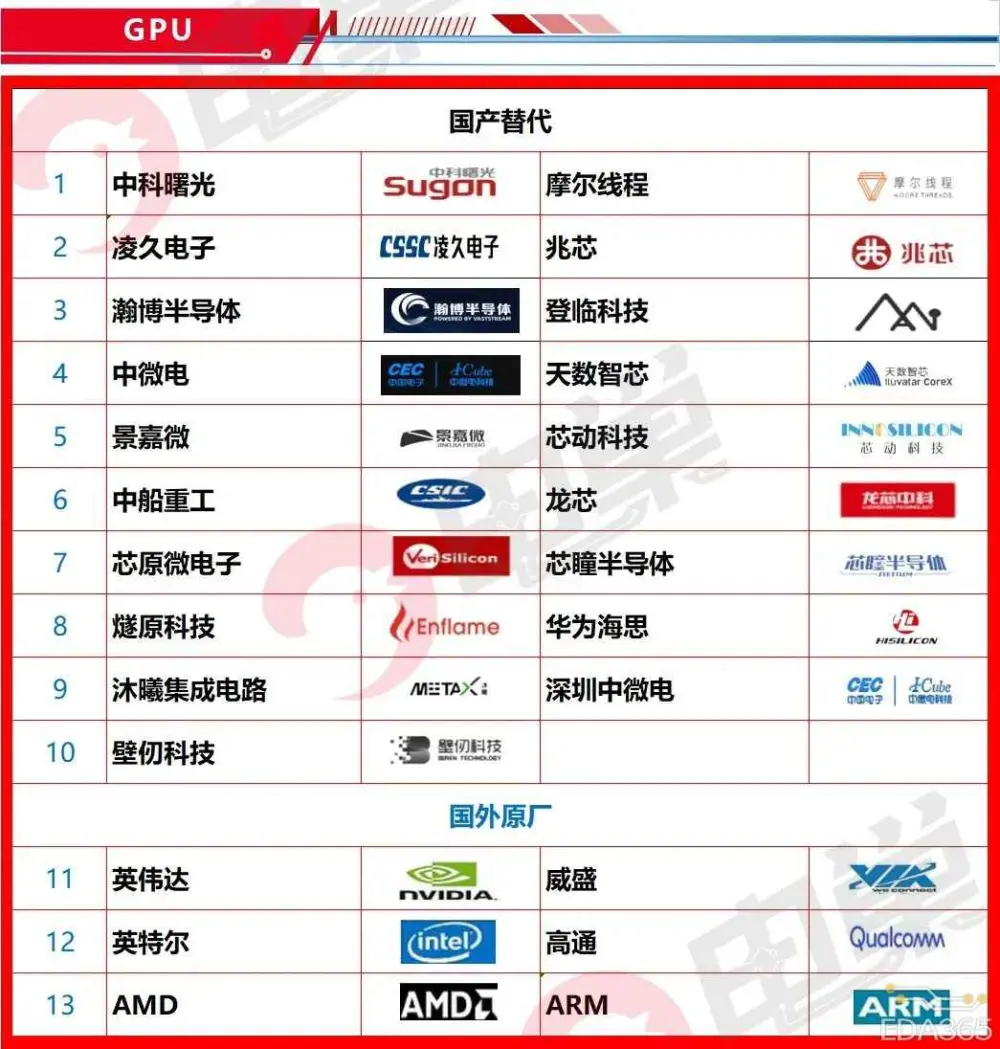 GPU
国产替代
1 中科曙光 中科曙光 Sugon 摩尔线程 摩尔线程 MOORE THREADS
2 凌久电子 CSSC凌久电子 兆芯 兆芯
3 瀚博半导体 瀚博半导体 POWERED BY VASTSTREAM 登临科技
4 中微电 CEC 中国电子 iCube 中微电科技 天数智芯 天数智芯 Iluvatar CoreX
5 景嘉微 景嘉微 JINGJIA MICRO 芯动科技 INNOSILICON 芯动科技
6 中船重工 CSIC 龙芯 龙芯中科
7 芯原微电子 VeriSilicon 芯瞳半导体 芯瞳半导体
8 燧原科技 Enflame 华为海思 HISILICON
9 沐曦集成电路 METAX 深圳中微电 CEC 中国电子 iCube 中微电科技
10 壁仞科技 壁仞科技 BIREN TECHNOLOGY
国外原厂
11 英伟达 NVIDIA. 威盛 VIA we connect
12 英特尔 intel 高通 Qualcomm
13 AMD AMD ARM ARM
EDA365
电巢